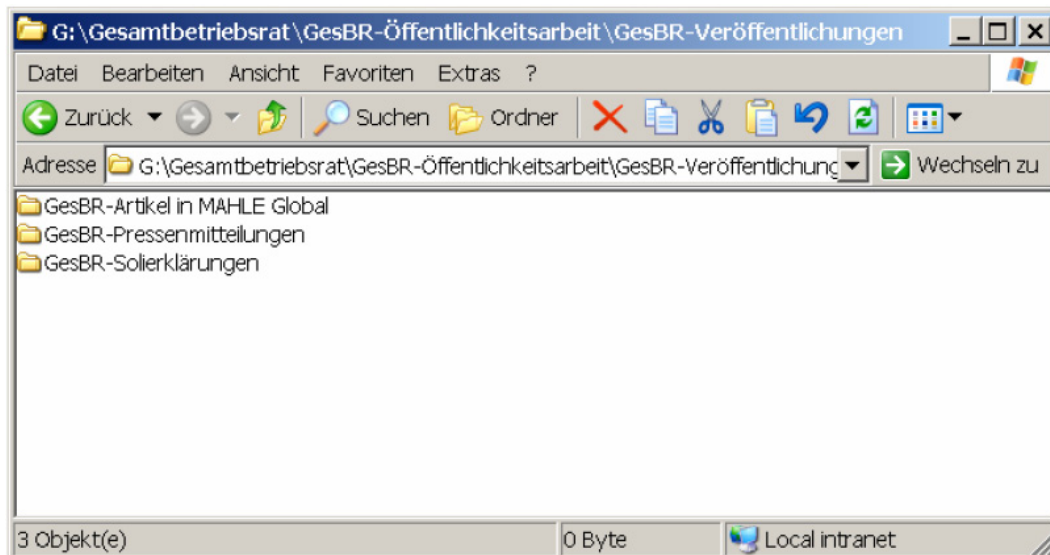 G:\Gesamtbetriebsrat\GesBR-Öffentlichkeitsarbeit\GesBR-Veröffentlichungen
Datei Bearbeiten Ansicht Favoriten Extras ?
Zurück Suchen Ordner
Adresse G:\Gesamtbetriebsrat\GesBR-Öffentlichkeitsarbeit\GesBR-Veröffentlichung Wechseln zu
GesBR-Artikel in MAHLE Global
GesBR-Pressenmitteilungen
GesBR-Solierklärungen
3 Objekt(e) 0 Byte Local intranet